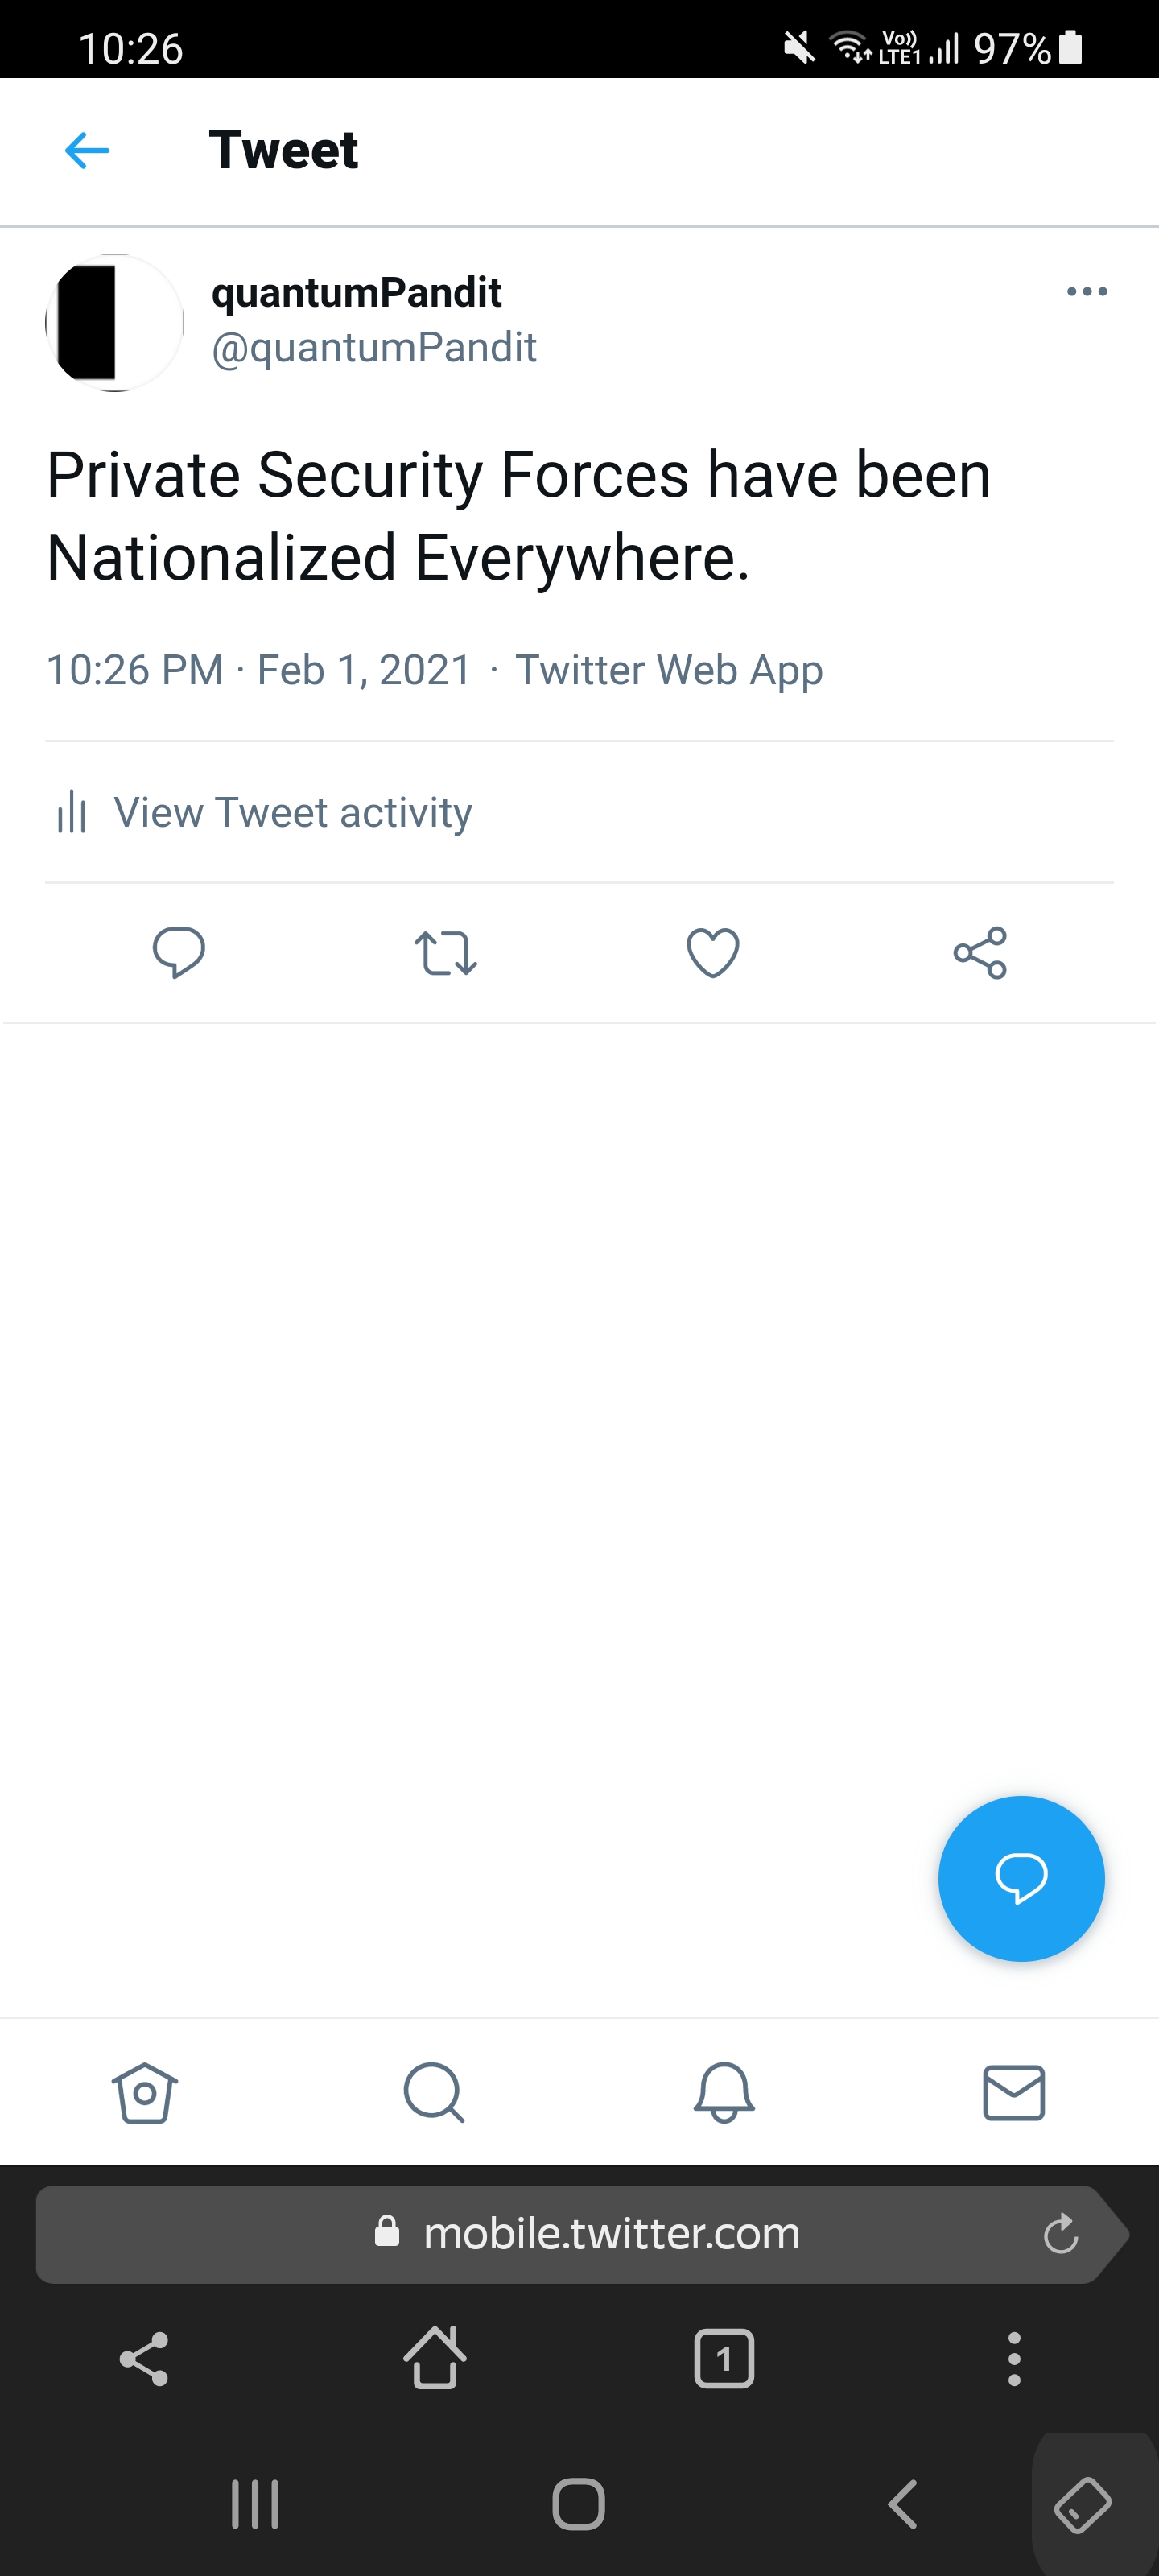 10:26
Vo)) LTE1 97%
Tweet
quantumPandit
@quantumPandit
Private Security Forces have been
Nationalized Everywhere.
10:26 PM · Feb 1, 2021 · Twitter Web App
View Tweet activity
mobile.twitter.com
1